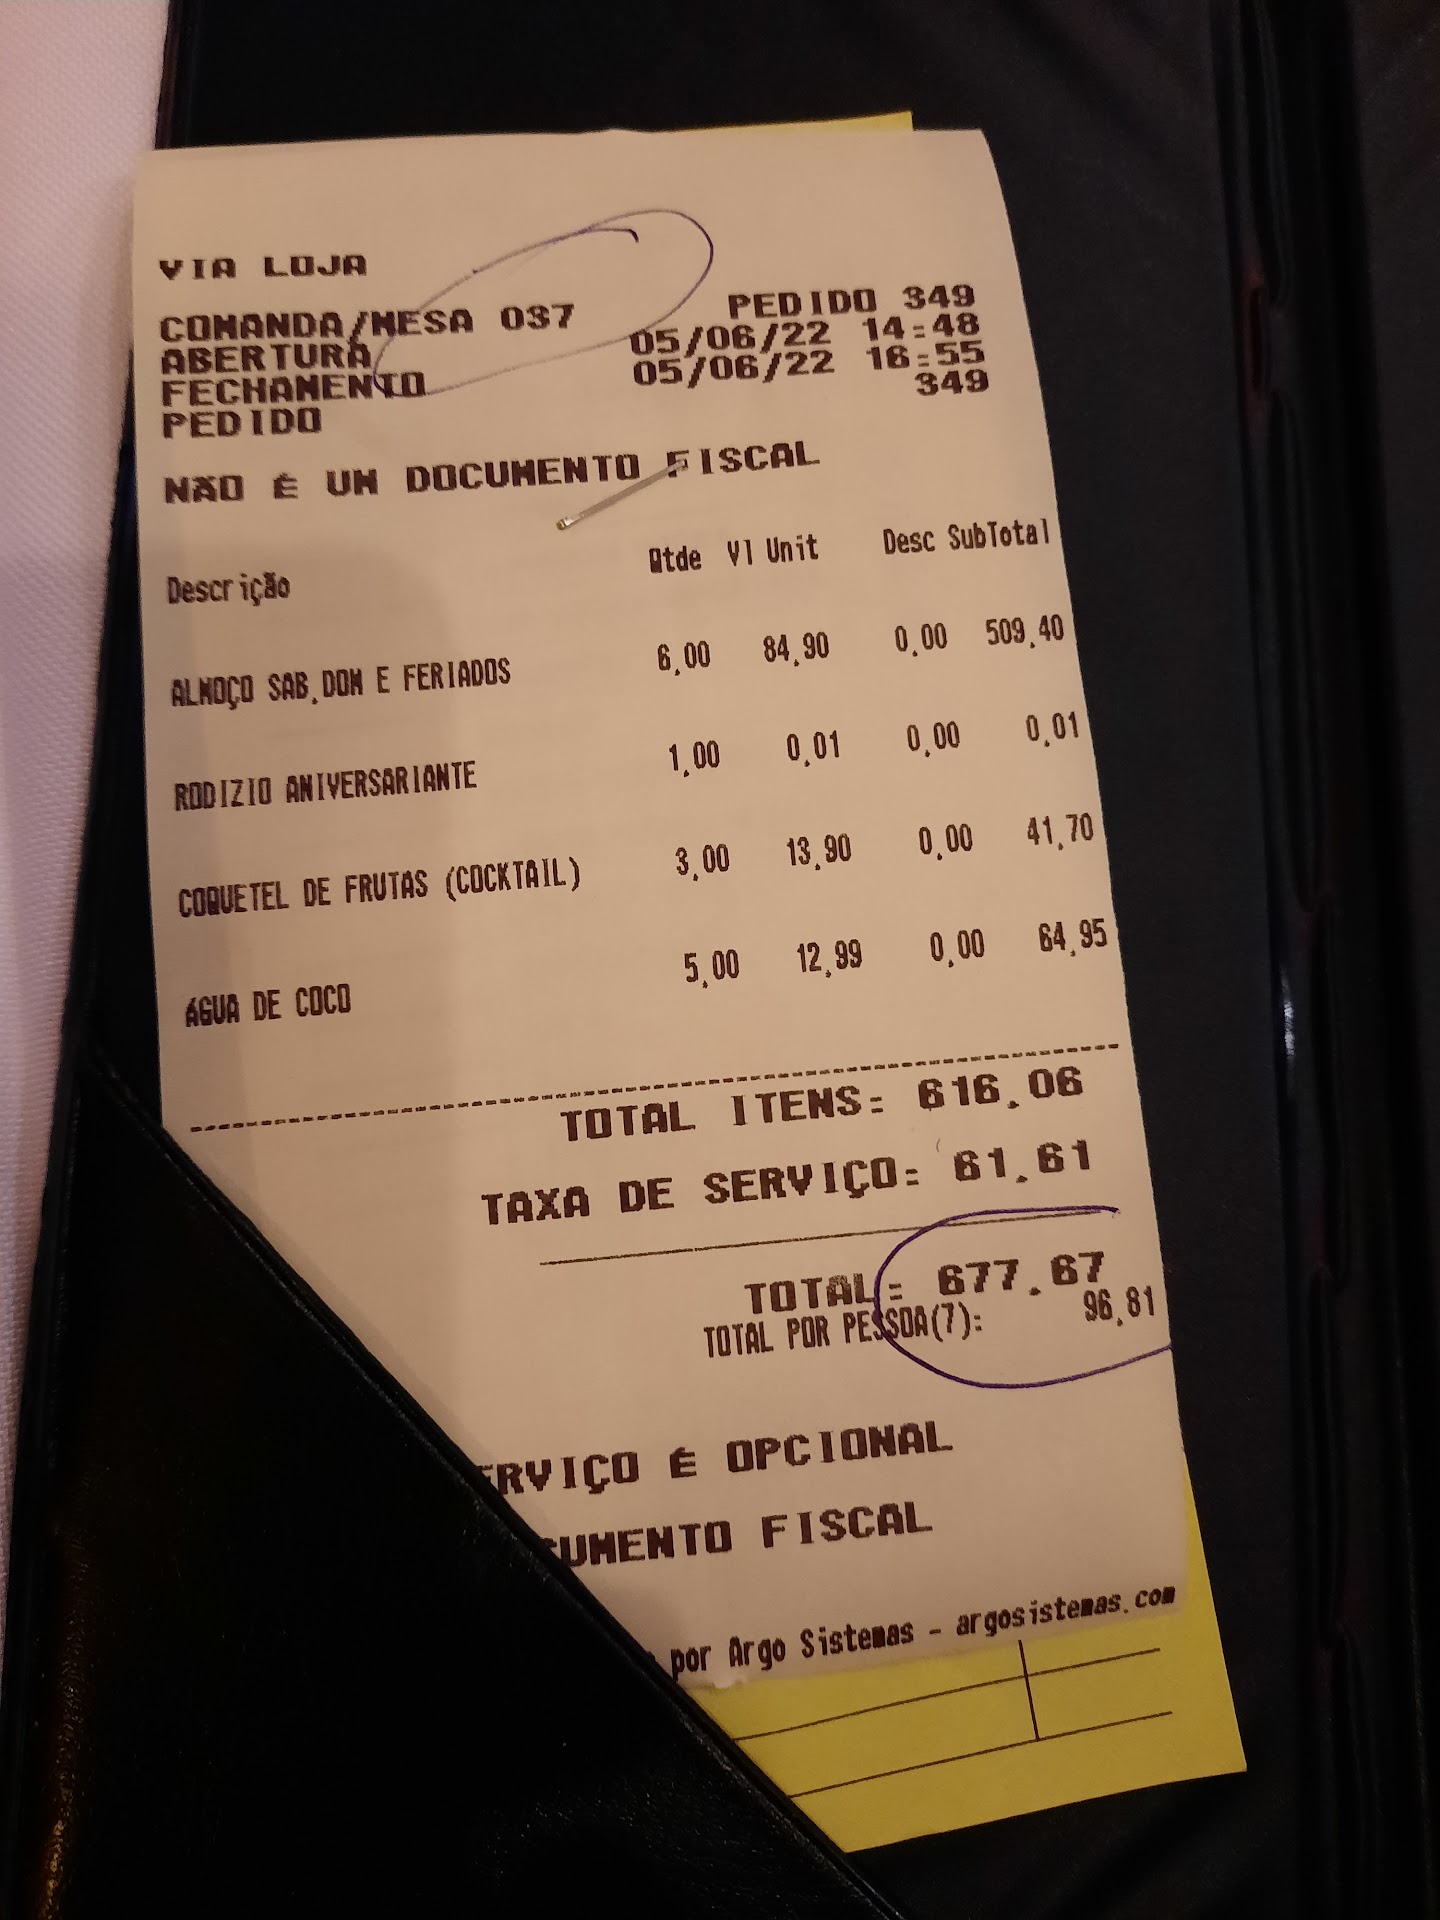 VIA LOJA
COMANDA/MESA 037 PEDIDO 349
ABERTURA 05/06/22 14:48
FECHAMENTO 05/06/22 16:55
PEDIDO 349
NÃO É UM DOCUMENTO FISCAL
Descrição Qtde Vl Unit Desc SubTotal
ALMOÇO SAB,DOM E FERIADOS 6,00 84,90 0,00 509,40
RODIZIO ANIVERSARIANTE 1,00 0,01 0,00 0,01
COQUETEL DE FRUTAS (COCKTAIL) 3,00 13,90 0,00 41,70
ÁGUA DE COCO 5,00 12,99 0,00 64,95
TOTAL ITENS: 616.06
TAXA DE SERVIÇO: 61.61
TOTAL: 677.67
TOTAL POR PESSOA(7): 96,81
ERVIÇO É OPCIONAL
CUMENTO FISCAL
por Argo Sistemas - argosistemas.com